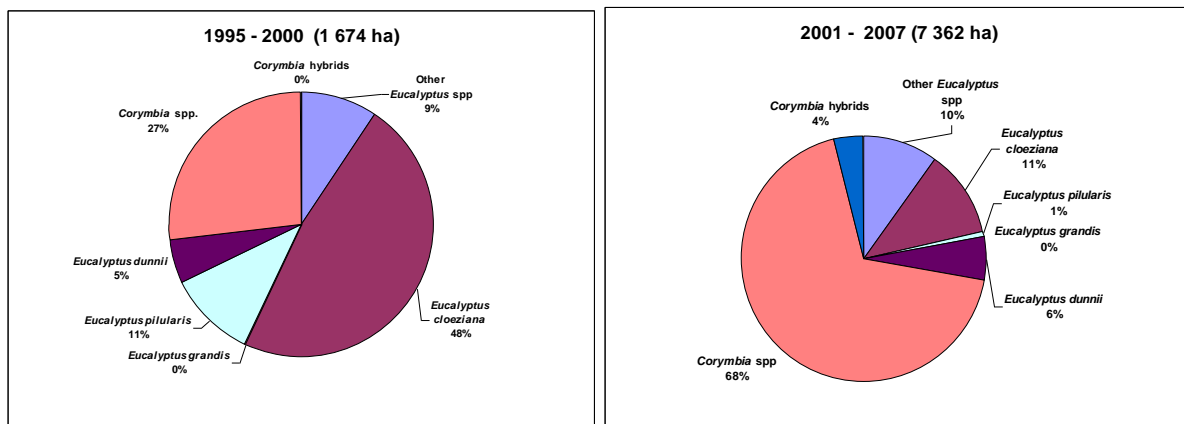 1995 - 2000 (1 674 ha)
Corymbia hybrids
0%
Other
Eucalyptus spp
9%
Corymbia spp.
27%
Eucalyptus dunnii
5%
Eucalyptus pilularis
11%
Eucalyptus grandis
0%
Eucalyptus
cloeziana
48%
2001 - 2007 (7 362 ha)
Corymbia hybrids
4%
Other Eucalyptus
spp
10%
Eucalyptus
cloeziana
11%
Eucalyptus pilularis
1%
Eucalyptus grandis
0%
Eucalyptus dunnii
6%
Corymbia spp
68%